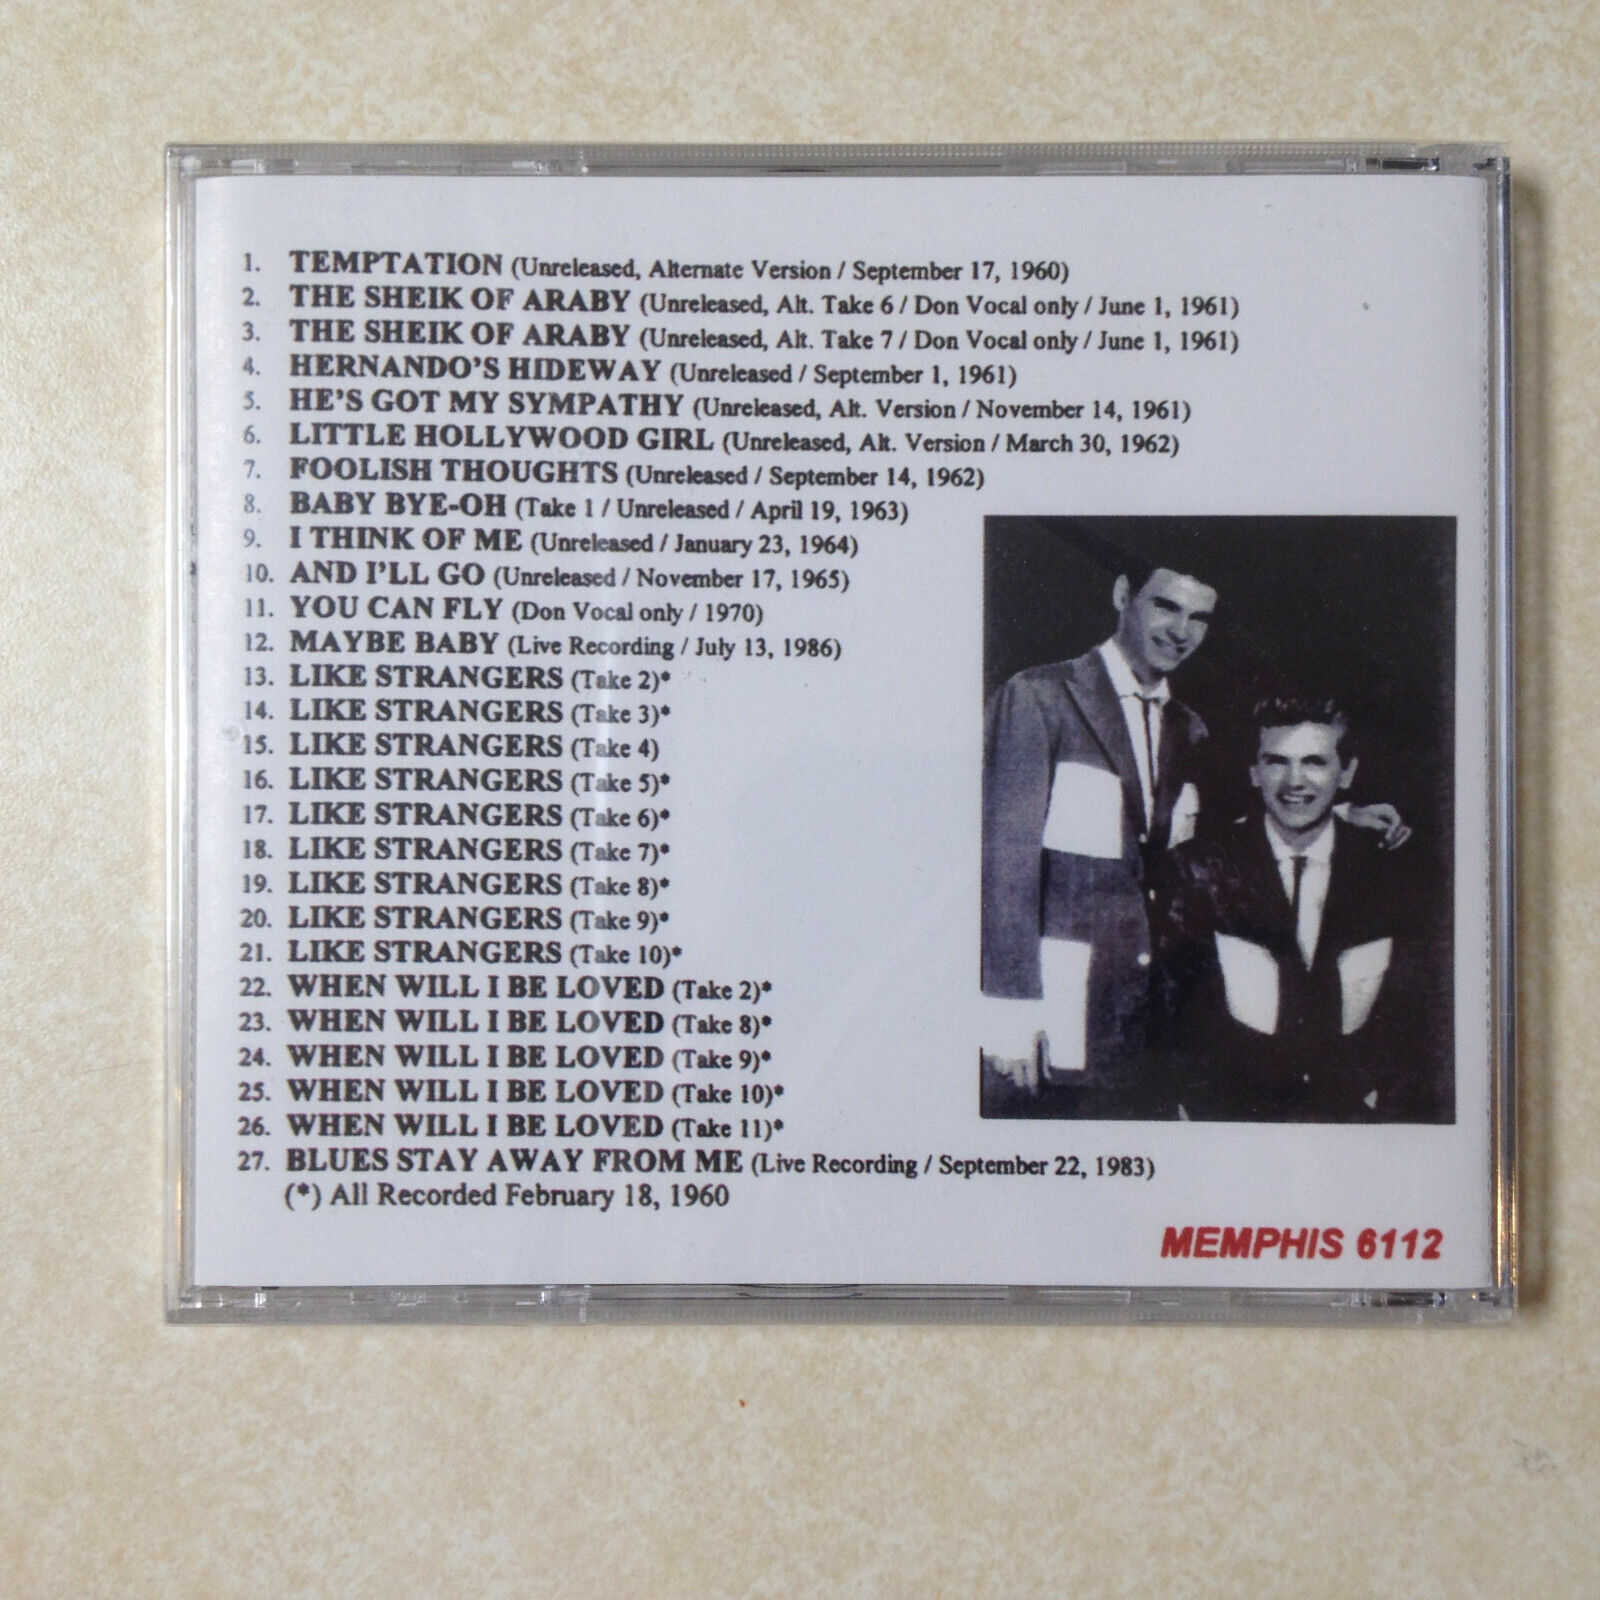 1. TEMPTATION (Unreleased, Alternate Version / September 17, 1960)
2. THE SHEIK OF ARABY (Unreleased, Alt. Take 6 / Don Vocal only / June 1, 1961)
3. THE SHEIK OF ARABY (Unreleased, Alt. Take 7 / Don Vocal only / June 1, 1961)
4. HERNANDO'S HIDEWAY (Unreleased / September 1, 1961)
5. HE'S GOT MY SYMPATHY (Unreleased, Alt. Version / November 14, 1961)
6. LITTLE HOLLYWOOD GIRL (Unreleased, Alt. Version / March 30, 1962)
7. FOOLISH THOUGHTS (Unreleased / September 14, 1962)
8. BABY BYE-OH (Take 1 / Unreleased / April 19, 1963)
9. I THINK OF ME (Unreleased / January 23, 1964)
10. AND I'LL GO (Unreleased / November 17, 1965)
11. YOU CAN FLY (Don Vocal only / 1970)
12. MAYBE BABY (Live Recording / July 13, 1986)
13. LIKE STRANGERS (Take 2)*
14. LIKE STRANGERS (Take 3)*
15. LIKE STRANGERS (Take 4)
16. LIKE STRANGERS (Take 5)*
17. LIKE STRANGERS (Take 6)*
18. LIKE STRANGERS (Take 7)*
19. LIKE STRANGERS (Take 8)*
20. LIKE STRANGERS (Take 9)*
21. LIKE STRANGERS (Take 10)*
22. WHEN WILL I BE LOVED (Take 2)*
23. WHEN WILL I BE LOVED (Take 8)*
24. WHEN WILL I BE LOVED (Take 9)*
25. WHEN WILL I BE LOVED (Take 10)*
26. WHEN WILL I BE LOVED (Take 11)*
27. BLUES STAY AWAY FROM ME (Live Recording / September 22, 1983)
(*) All Recorded February 18, 1960
MEMPHIS 6112